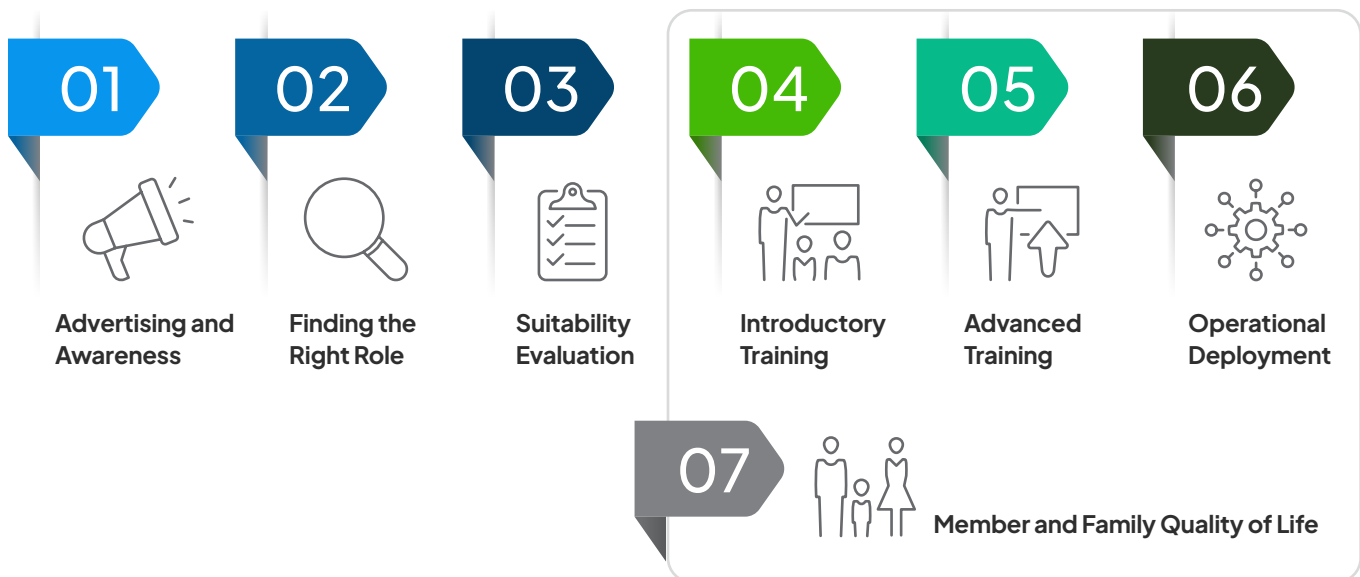 01
Advertising and
Awareness
02
Finding the
Right Role
03
Suitability
Evaluation
04
Introductory
Training
05
Advanced
Training
06
Operational
Deployment
07
Member and Family Quality of Life